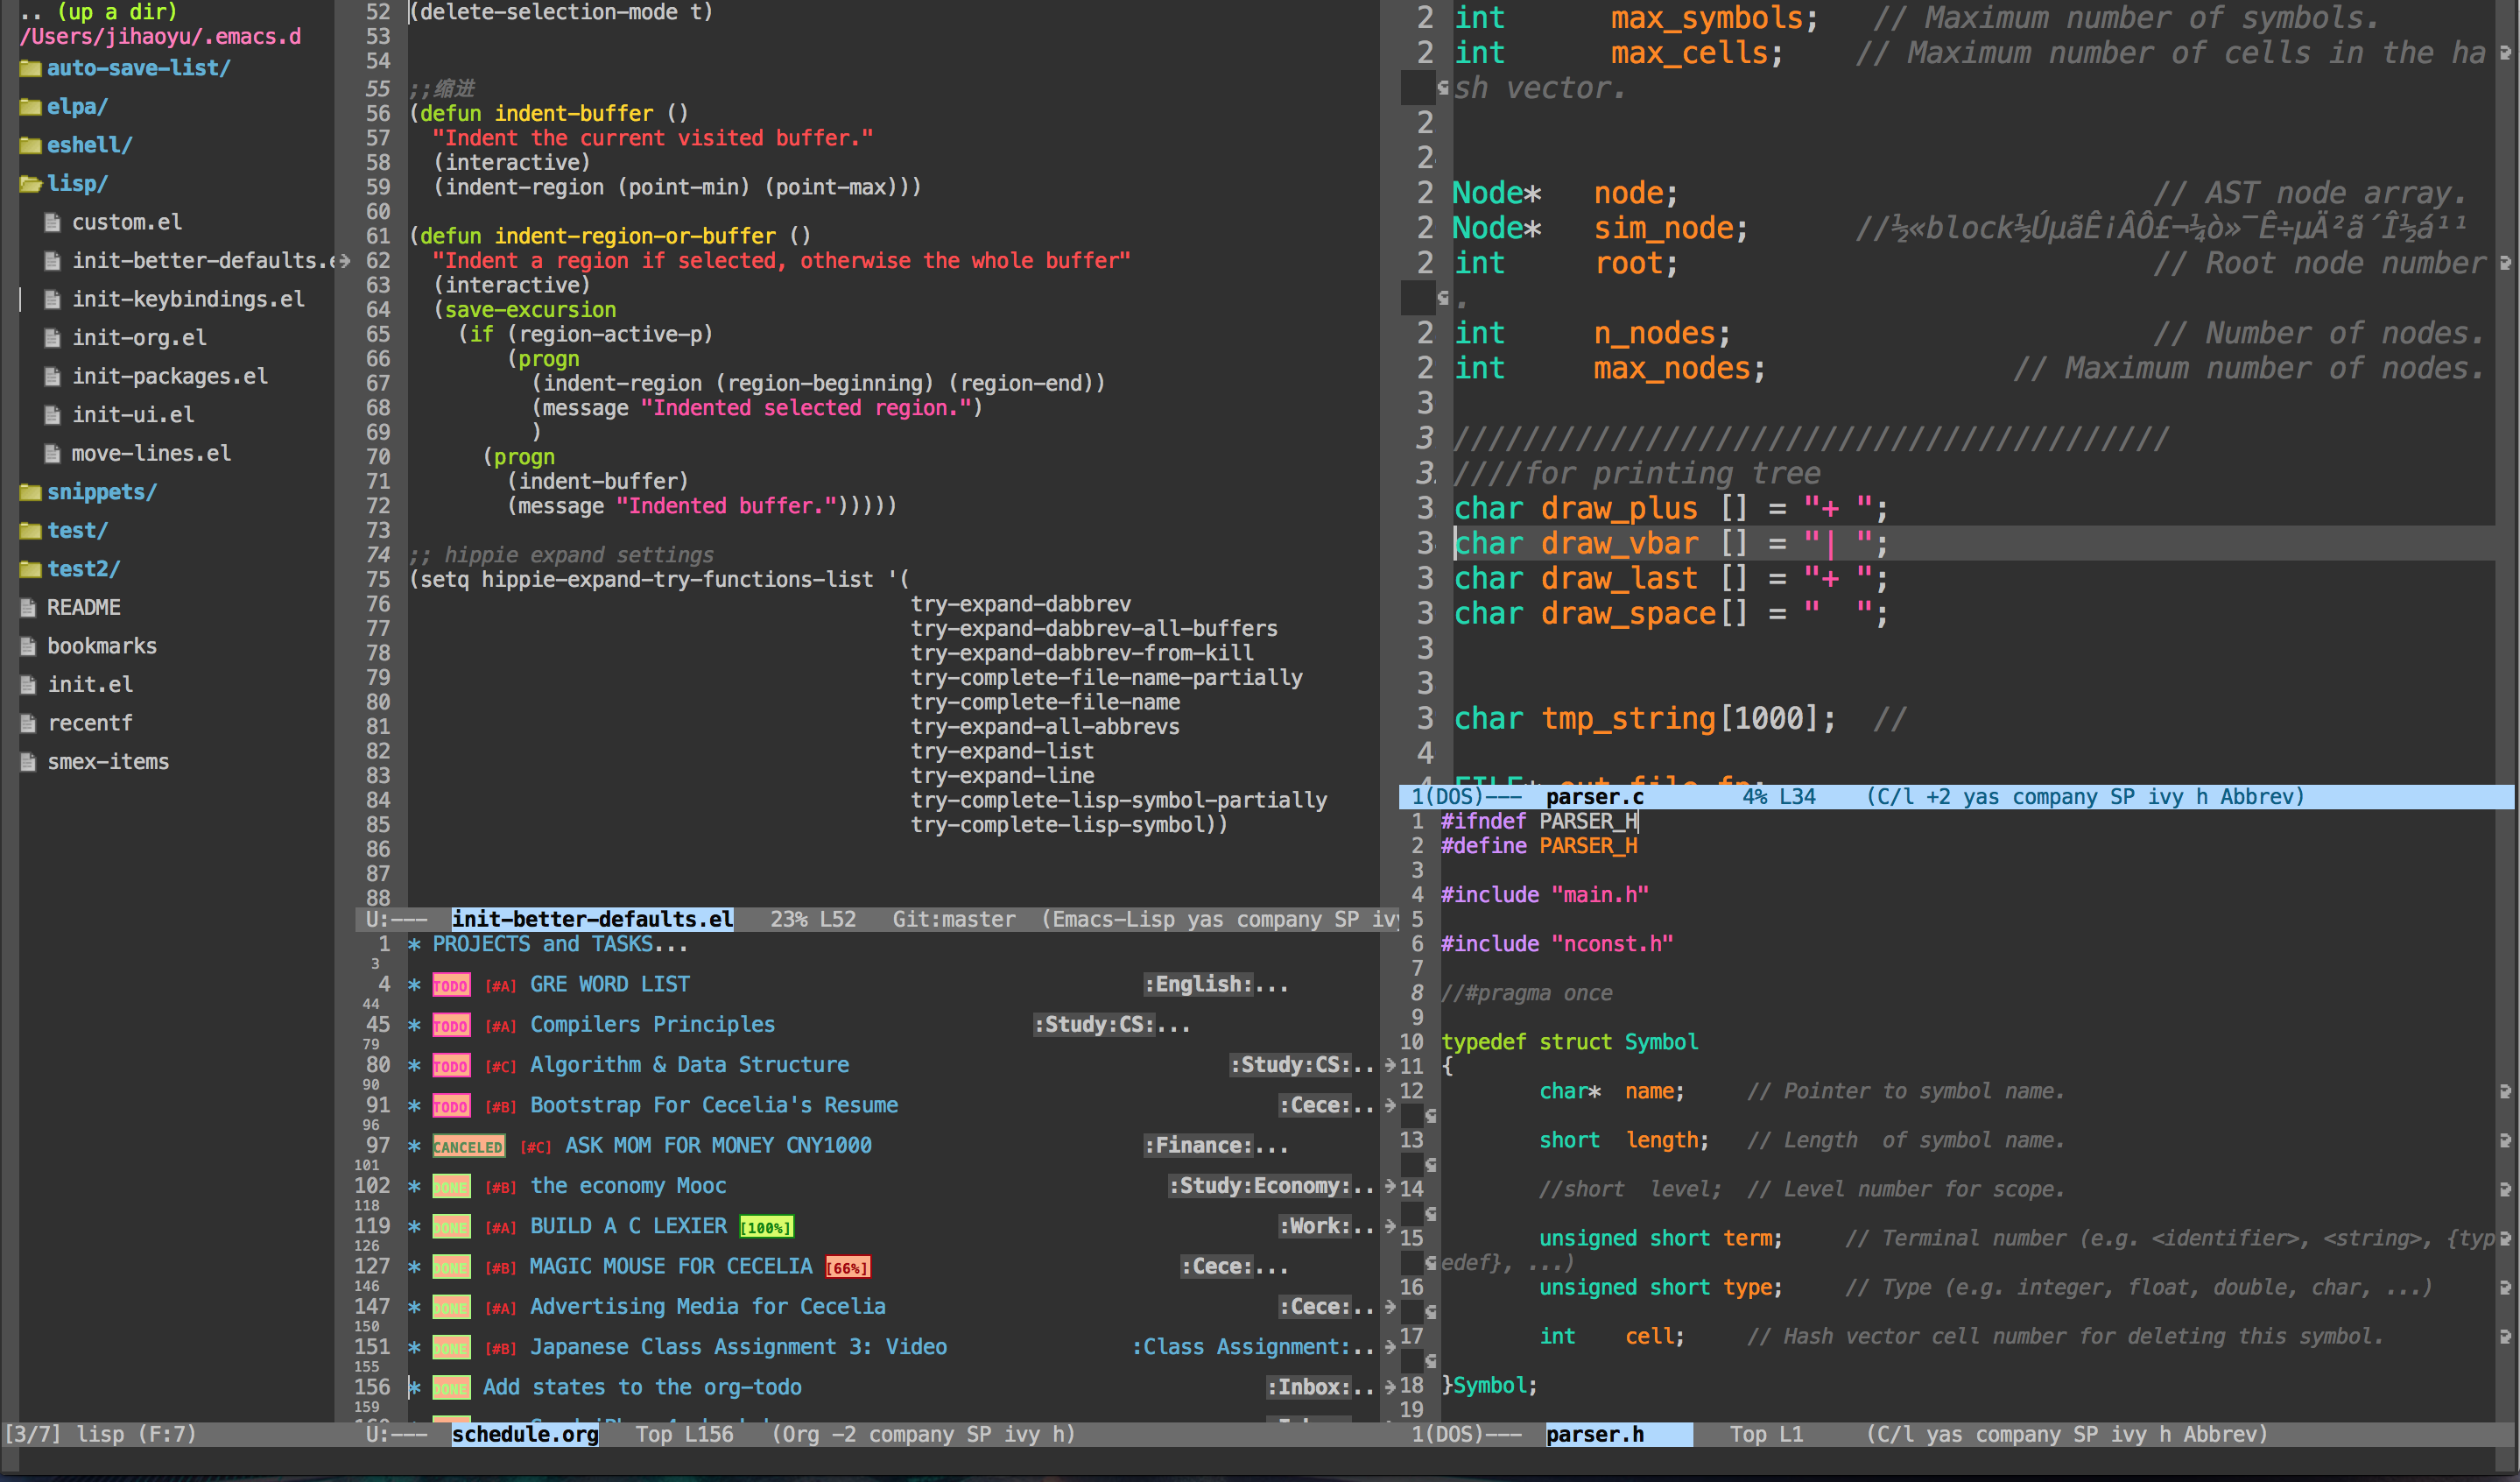 .. (up a dir)
/Users/jihaoyu/.emacs.d
auto-save-list/
elpa/
eshell/
lisp/
custom.el
init-better-defaults.e
init-keybindings.el
init-org.el
init-packages.el
init-ui.el
move-lines.el
snippets/
test/
test2/
README
bookmarks
init.el
recentf
smex-items
[3/7] lisp (F:7)
52 (delete-selection-mode t)
53
54
55 ;;缩进
56 (defun indent-buffer ()
57 "Indent the current visited buffer."
58 (interactive)
59 (indent-region (point-min) (point-max)))
60
61 (defun indent-region-or-buffer ()
62 "Indent a region if selected, otherwise the whole buffer"
63 (interactive)
64 (save-excursion
65 (if (region-active-p)
66 (progn
67 (indent-region (region-beginning) (region-end))
68 (message "Indented selected region.")
69 )
70 (progn
71 (indent-buffer)
72 (message "Indented buffer.")))))
73
74 ;; hippie expand settings
75 (setq hippie-expand-try-functions-list '(
76 try-expand-dabbrev
77 try-expand-dabbrev-all-buffers
78 try-expand-dabbrev-from-kill
79 try-complete-file-name-partially
80 try-complete-file-name
81 try-expand-all-abbrevs
82 try-expand-list
83 try-expand-line
84 try-complete-lisp-symbol-partially
85 try-complete-lisp-symbol))
86
87
88
U:--- init-better-defaults.el 23% L52 Git:master (Emacs-Lisp yas company SP ivy
1 * PROJECTS and TASKS...
3
4 * TODO [#A] GRE WORD LIST :English:...
44
45 * TODO [#A] Compilers Principles :Study:CS:...
79
80 * TODO [#C] Algorithm & Data Structure :Study:CS:..
90
91 * TODO [#B] Bootstrap For Cecelia's Resume :Cece:..
96
97 * CANCELED [#C] ASK MOM FOR MONEY CNY1000 :Finance:...
101
102 * DONE [#B] the economy Mooc :Study:Economy:..
118
119 * DONE [#A] BUILD A C LEXIER [100%] :Work:..
126
127 * DONE [#B] MAGIC MOUSE FOR CECELIA [66%] :Cece:...
146
147 * DONE [#A] Advertising Media for Cecelia :Cece:..
150
151 * DONE [#B] Japanese Class Assignment 3: Video :Class Assignment:..
155
156 * DONE Add states to the org-todo :Inbox:..
159
U:--- schedule.org Top L156 (Org -2 company SP ivy h)
2 int max_symbols; // Maximum number of symbols.
2 int max_cells; // Maximum number of cells in the ha
sh vector.
2
2
2 Node* node; // AST node array.
2 Node* sim_node; //½«block½ÚµãÊ¡ÂÔ£¬¼ò»¯Ê÷µÄ²ã´Î½á¹¹
2 int root; // Root node number
.
2 int n_nodes; // Number of nodes.
2 int max_nodes; // Maximum number of nodes.
3
3 /////////////////////////////////////////
3 ////for printing tree
3 char draw_plus [] = "+ ";
3 char draw_vbar [] = "| ";
3 char draw_last [] = "+ ";
3 char draw_space[] = "  ";
3
3
3 char tmp_string[1000]; //
4
4 FILE* out_file_fp;
1(DOS)--- parser.c 4% L34 (C/l +2 yas company SP ivy h Abbrev)
1 #ifndef PARSER_H
2 #define PARSER_H
3
4 #include "main.h"
5
6 #include "nconst.h"
7
8 //#pragma once
9
10 typedef struct Symbol
11 {
12 char* name; // Pointer to symbol name.
13 short length; // Length of symbol name.
14 //short level; // Level number for scope.
15 unsigned short term; // Terminal number (e.g. <identifier>, <string>, {typ
edef}, ...)
16 unsigned short type; // Type (e.g. integer, float, double, char, ...)
17 int cell; // Hash vector cell number for deleting this symbol.
18 }Symbol;
19
1(DOS)--- parser.h Top L1 (C/l yas company SP ivy h Abbrev)